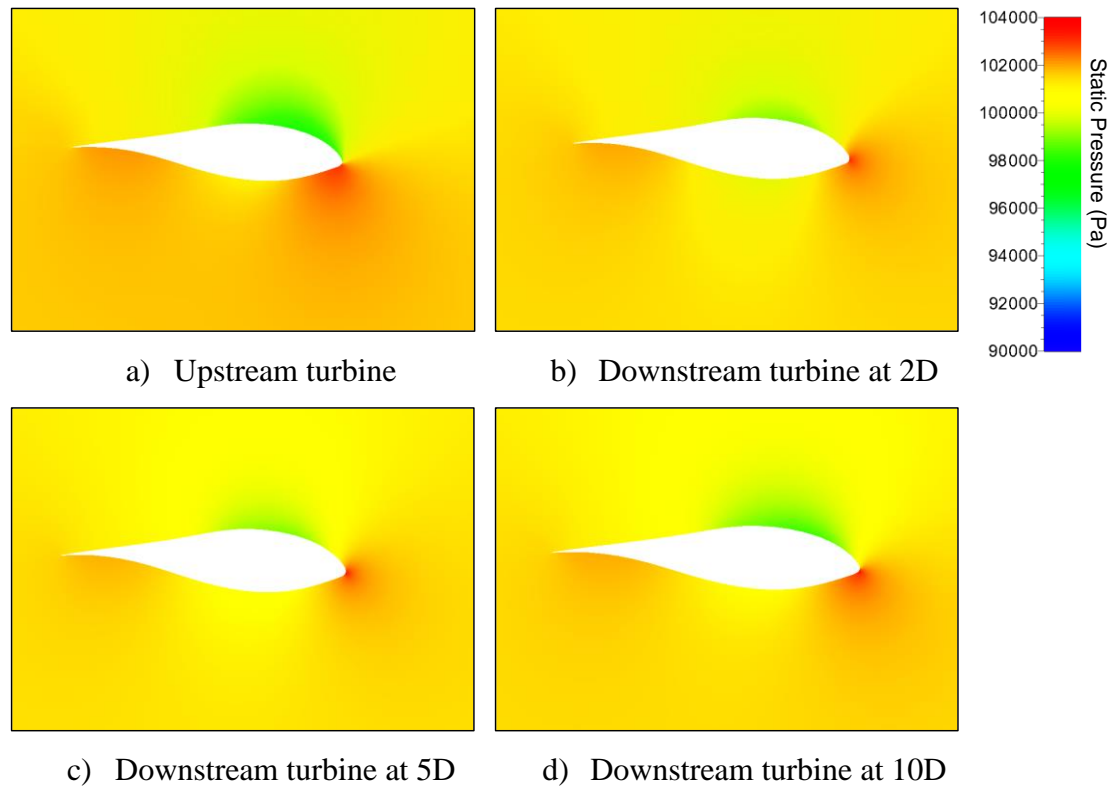 104000
102000
100000
98000
96000
94000
92000
90000
Static Pressure (Pa)
a) Upstream turbine
b) Downstream turbine at 2D
c) Downstream turbine at 5D
d) Downstream turbine at 10D